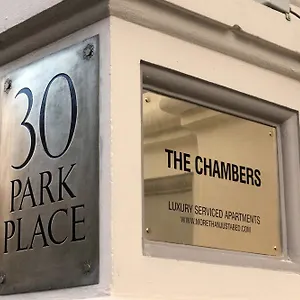 30
PARK
PLACE
THE CHAMBERS
LUXURY SERVICED APARTMENTS
WWW.MORETHANJUSTABED.COM